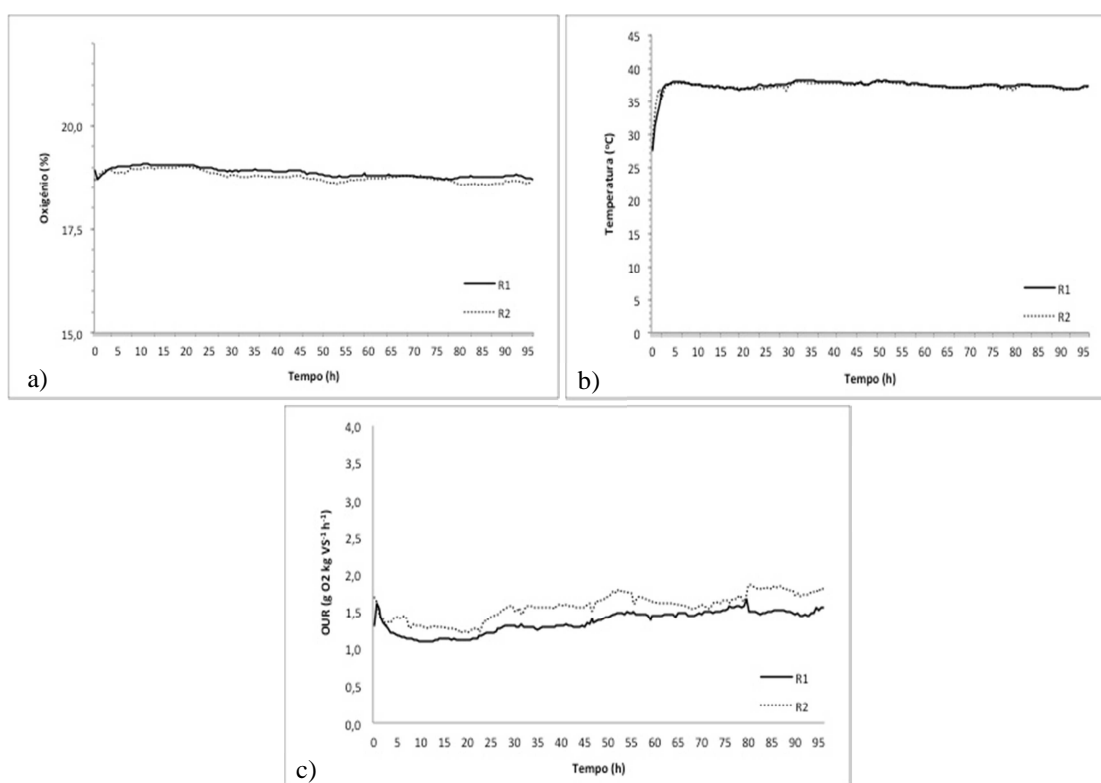 20,0
17,5
15,0
Oxigénio (%)
R1
R2
0 5 10 15 20 25 30 35 40 45 50 55 60 65 70 75 80 85 90 95
Tempo (h)
a)
45
40
35
30
25
20
15
10
5
0
Temperatura (ºC)
R1
R2
0 5 10 15 20 25 30 35 40 45 50 55 60 65 70 75 80 85 90 95
Tempo (h)
b)
4,0
3,5
3,0
2,5
2,0
1,5
1,0
0,5
0,0
OUR (g O2 kg VS⁻¹ h⁻¹)
R1
R2
0 5 10 15 20 25 30 35 40 45 50 55 60 65 70 75 80 85 90 95
Tempo (h)
c)